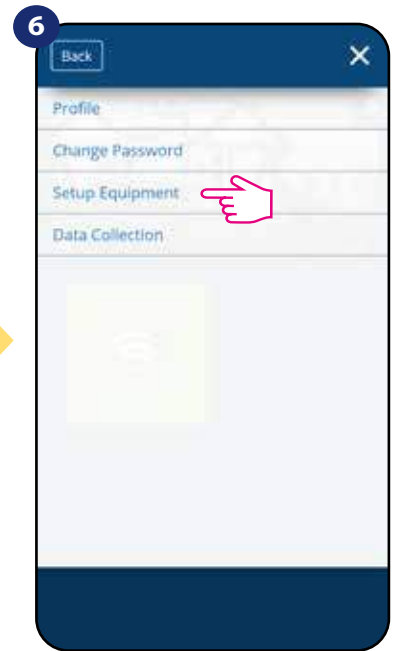 6
Back
Profile
Change Password
Setup Equipment
Data Collection